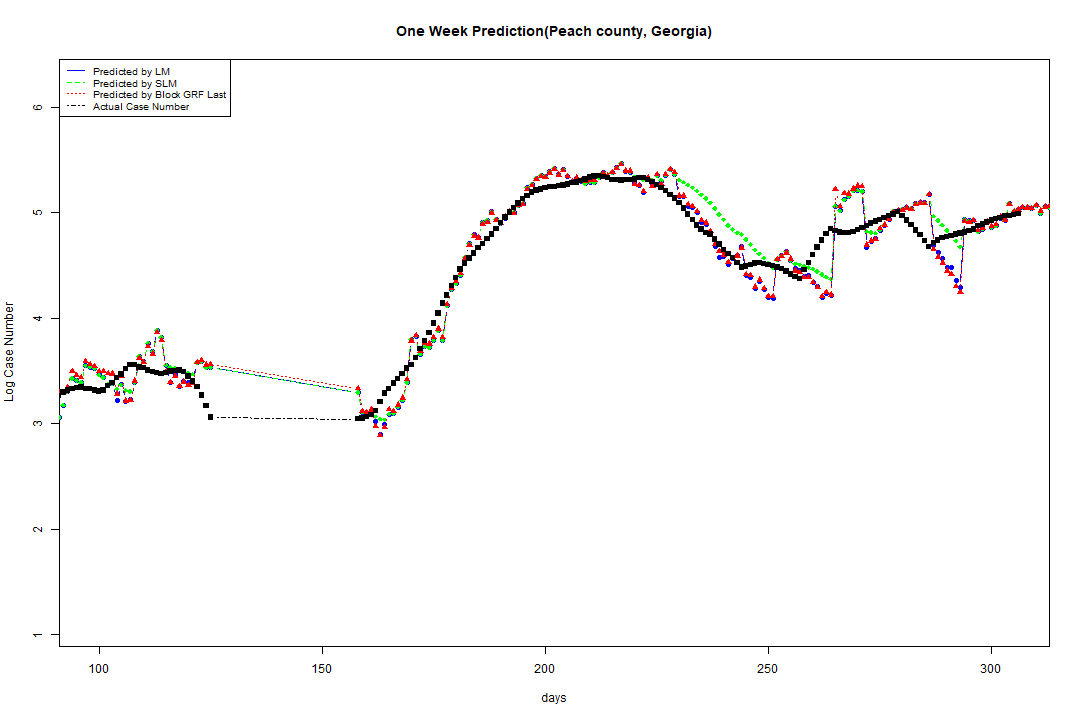 One Week Prediction(Peach county, Georgia)
Predicted by LM
Predicted by SLM
Predicted by Block GRF Last
Actual Case Number
6
5
4
3
2
1
Log Case Number
100 150 200 250 300
days